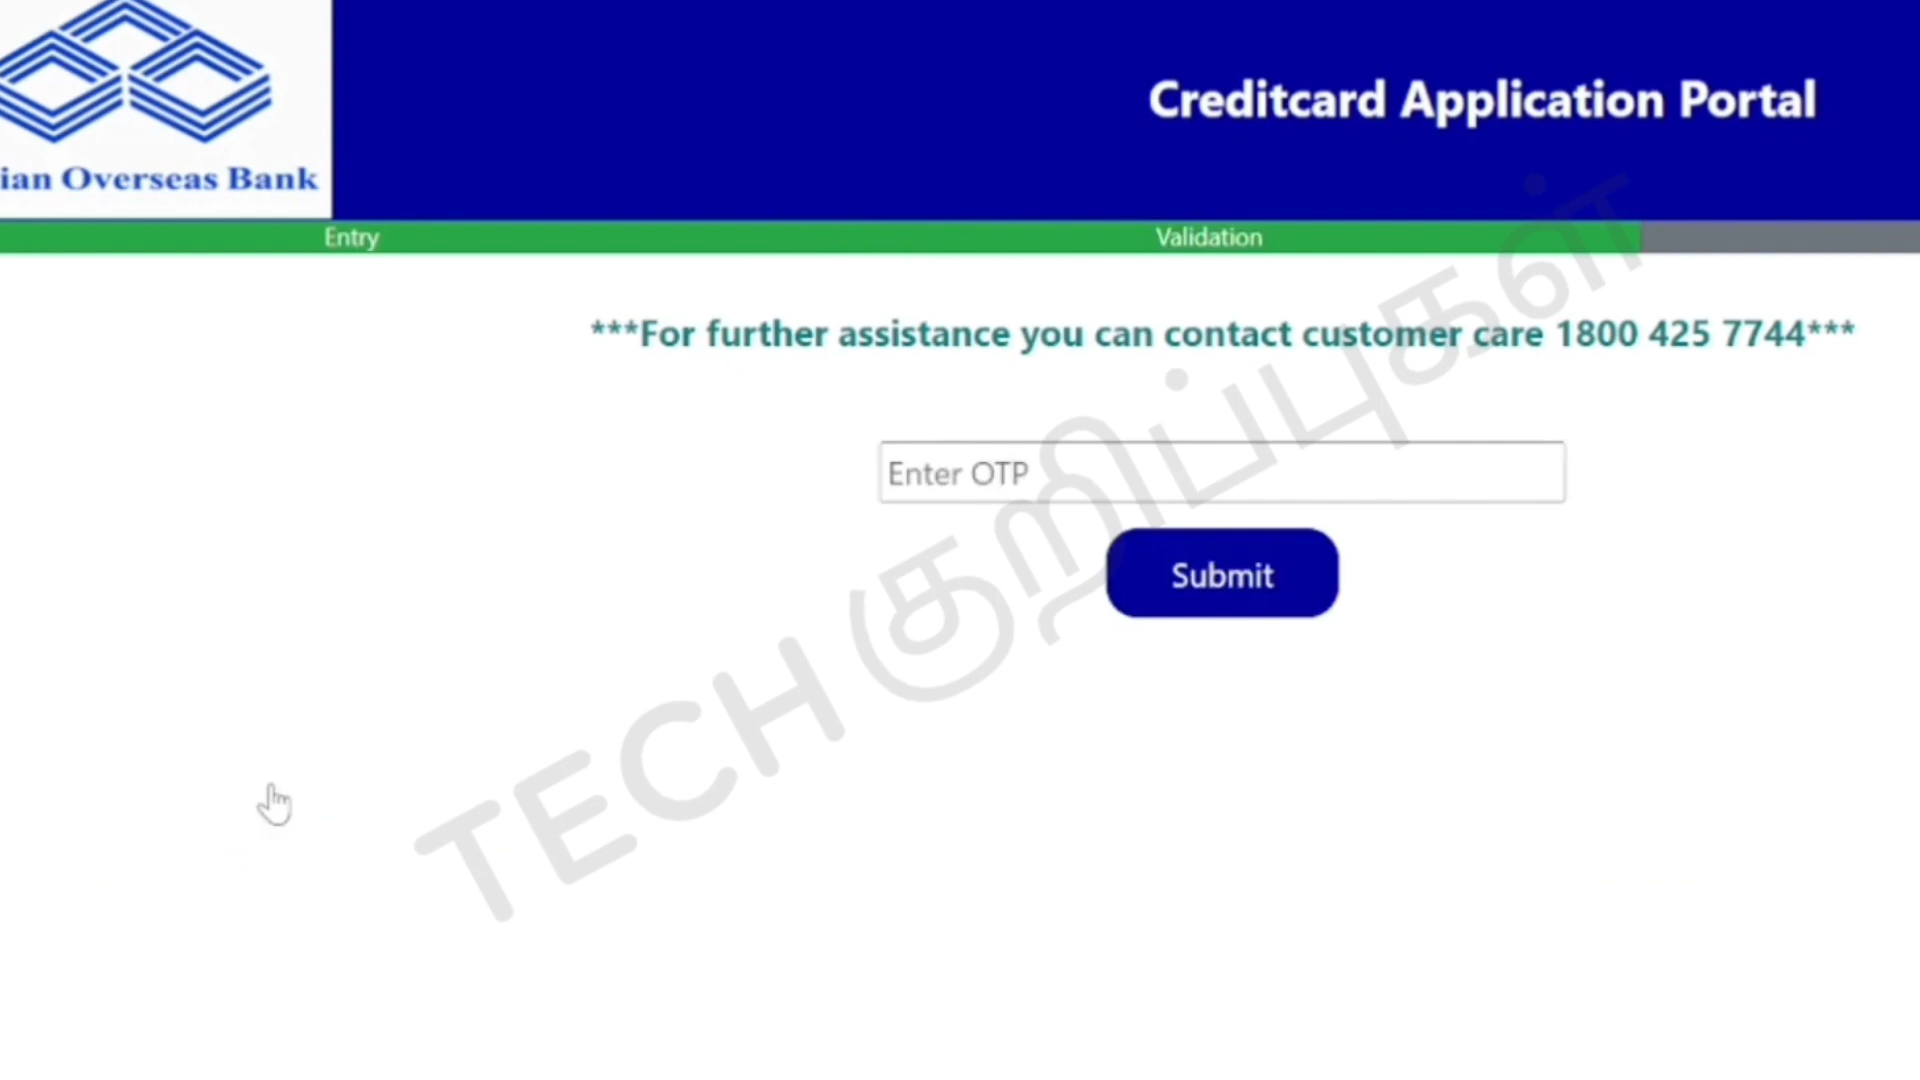 Creditcard Application Portal
ian Overseas Bank
Entry
Validation
***For further assistance you can contact customer care 1800 425 7744***
Enter OTP
Submit
TECH குறிப்புகள்